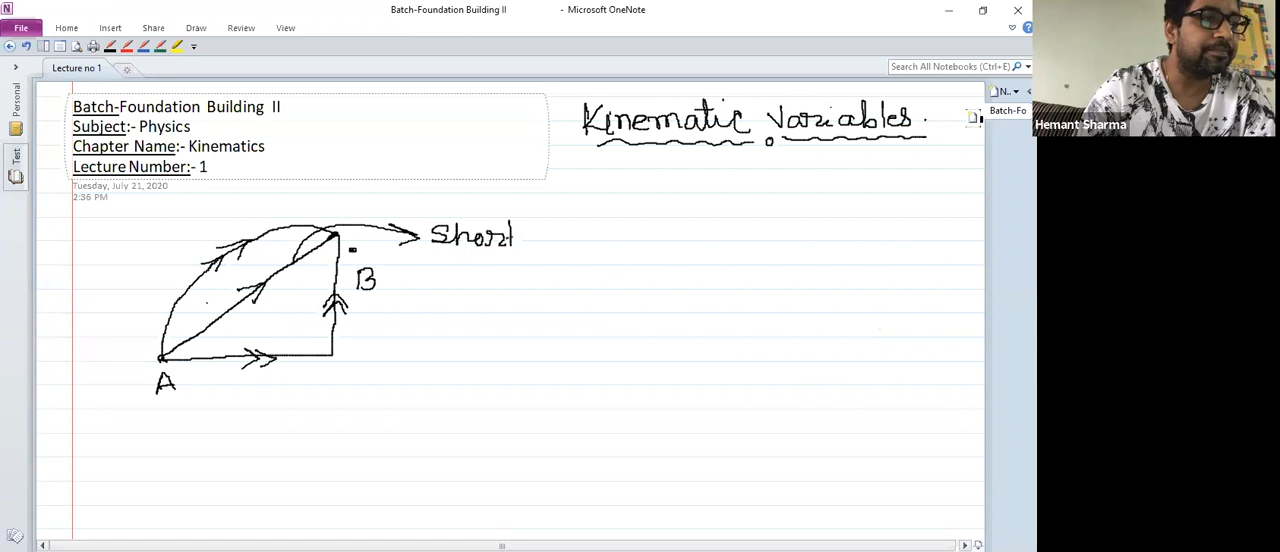 Batch-Foundation Building II - Microsoft OneNote
File Home Insert Share Draw Review View
Lecture no 1
Search All Notebooks (Ctrl+E)
N..
Batch-Fo
Personal
Test
Batch-Foundation Building II
Subject:- Physics
Chapter Name:- Kinematics
Lecture Number:- 1
Tuesday, July 21, 2020
2:36 PM
Kinematic Variables.
Short
B
A
Hemant Sharma